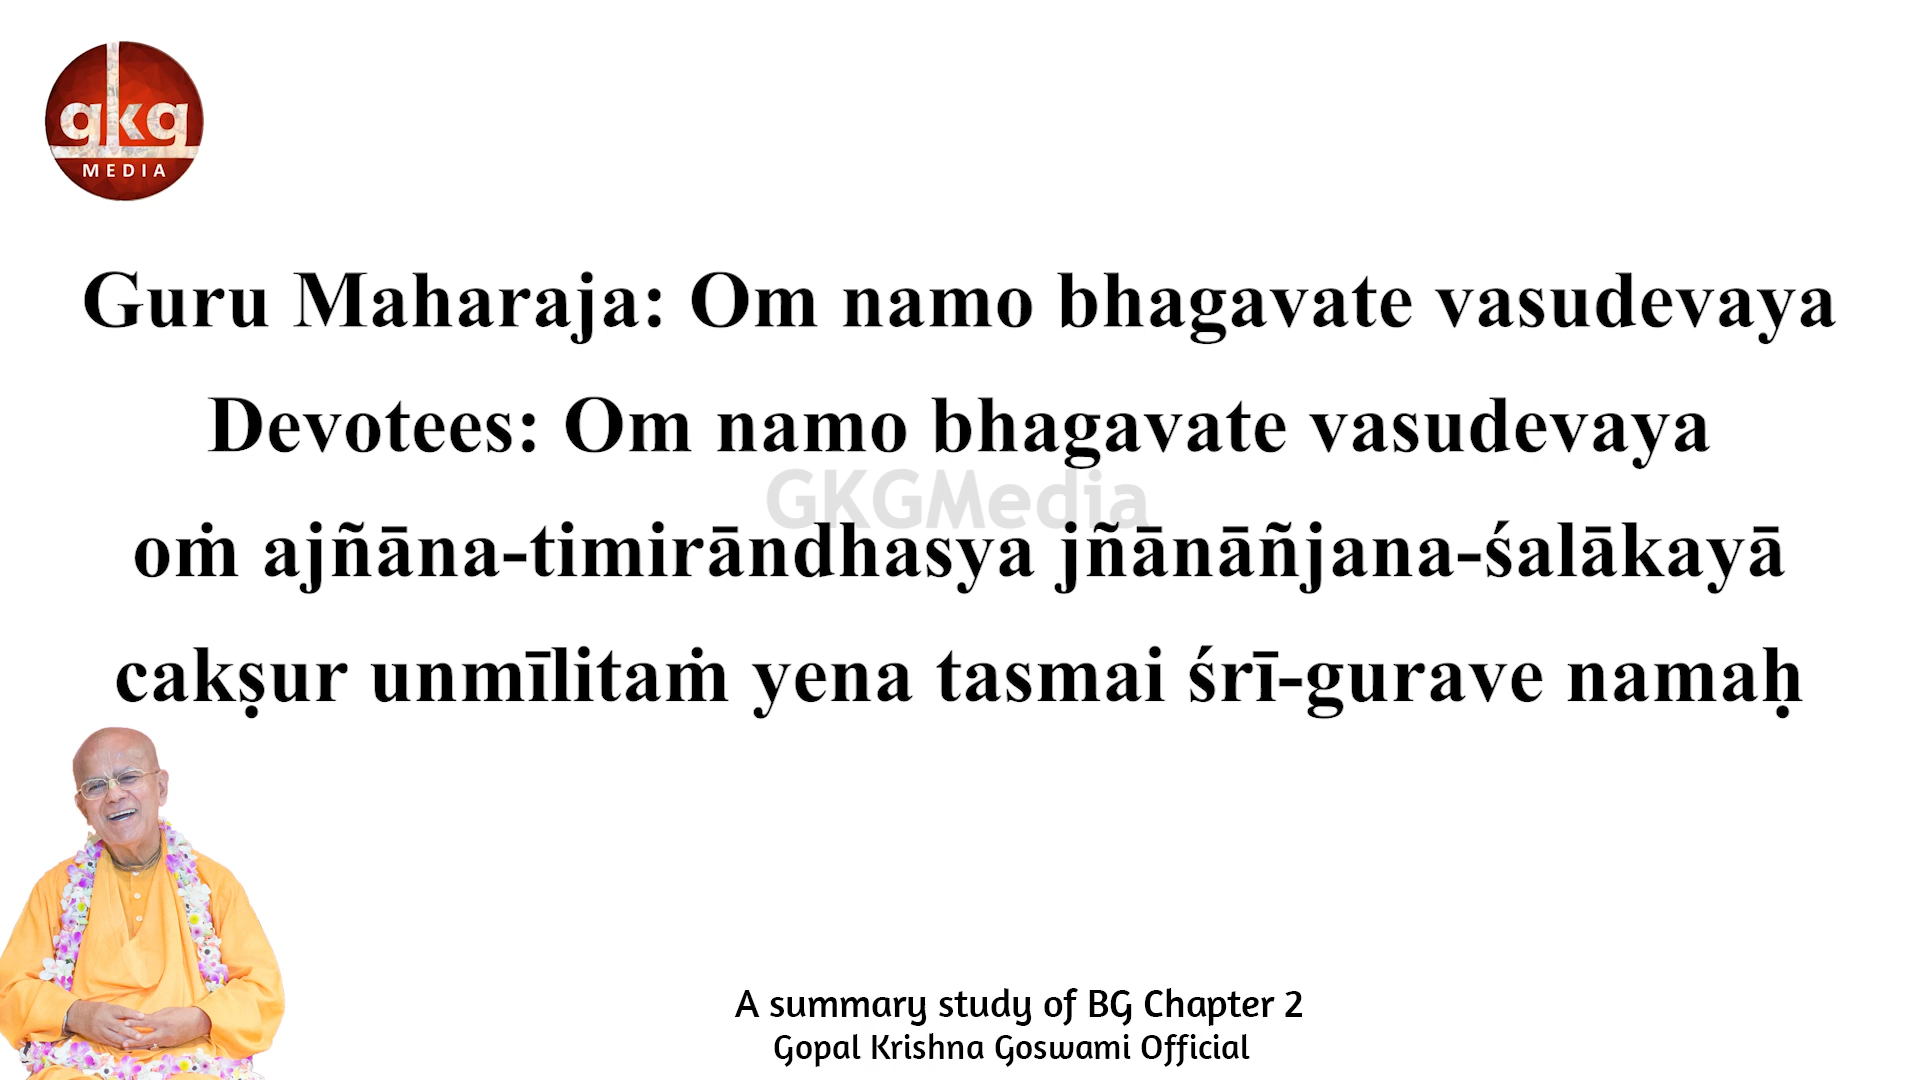 gkg
MEDIA
Guru Maharaja: Om namo bhagavate vasudevaya
Devotees: Om namo bhagavate vasudevaya
GKGMedia
oṁ ajñāna-timirāndhasya jñānāñjana-śalākayā
cakṣur unmīlitaṁ yena tasmai śrī-gurave namaḥ
A summary study of BG Chapter 2
Gopal Krishna Goswami Official